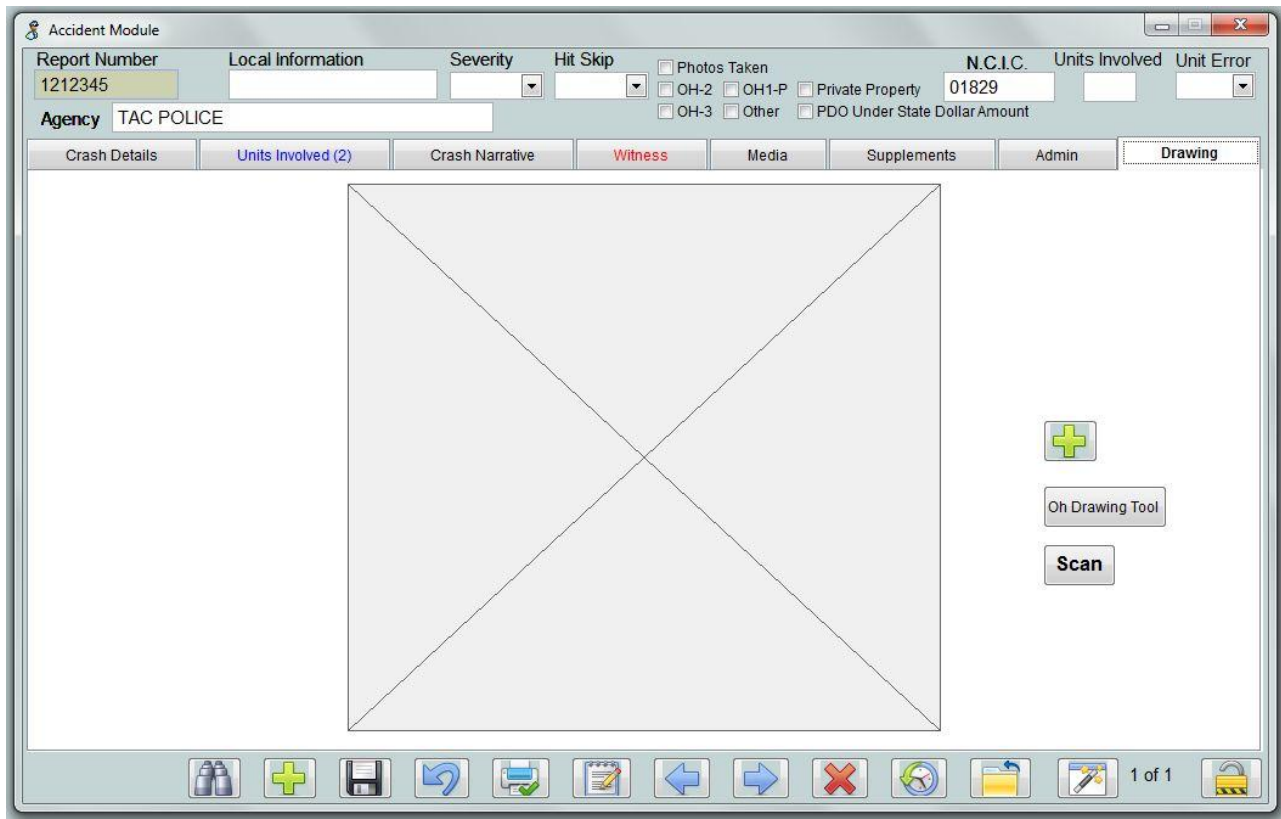 Accident Module
Report Number Local Information Severity Hit Skip Photos Taken N.C.I.C. Units Involved Unit Error
1212345 OH-2 OH1-P Private Property 01829
Agency TAC POLICE OH-3 Other PDO Under State Dollar Amount
Crash Details Units Involved (2) Crash Narrative Witness Media Supplements Admin Drawing
Oh Drawing Tool
Scan
1 of 1